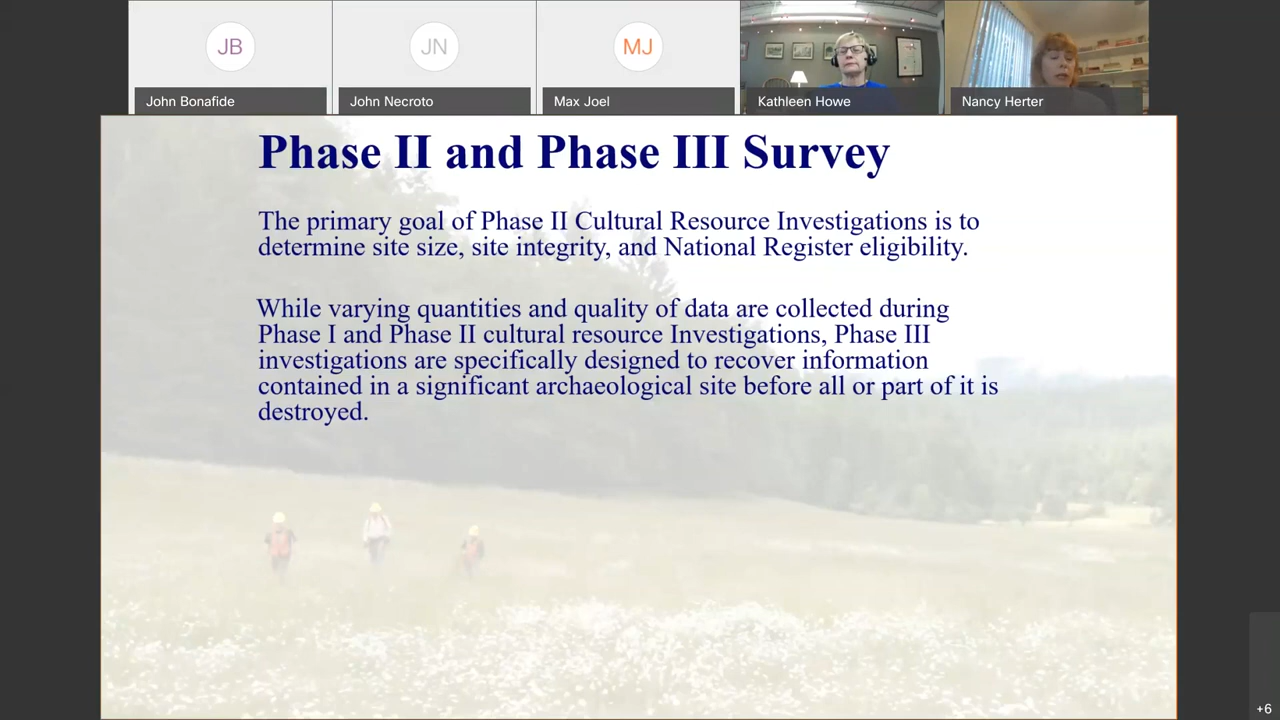 JB
JN
MJ
John Bonafide
John Necroto
Max Joel
Kathleen Howe
Nancy Herter
Phase II and Phase III Survey
The primary goal of Phase II Cultural Resource Investigations is to
determine site size, site integrity, and National Register eligibility.
While varying quantities and quality of data are collected during
Phase I and Phase II cultural resource Investigations, Phase III
investigations are specifically designed to recover information
contained in a significant archaeological site before all or part of it is
destroyed.
+6